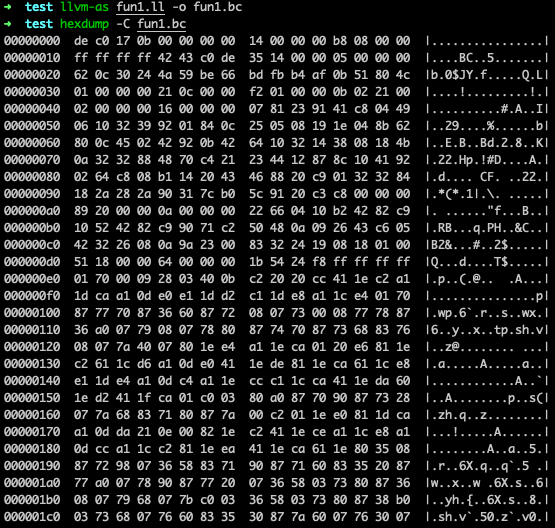 ➜  test llvm-as fun1.ll -o fun1.bc
➜  test hexdump -C fun1.bc
00000000  de c0 17 0b 00 00 00 00  14 00 00 00 b8 08 00 00  |................|
00000010  ff ff ff ff 42 43 c0 de  35 14 00 00 05 00 00 00  |....BC..5.......|
00000020  62 0c 30 24 4a 59 be 66  bd fb b4 af 0b 51 80 4c  |b.0$JY.f.....Q.L|
00000030  01 00 00 00 21 0c 00 00  f2 01 00 00 0b 02 21 00  |....!.........!.|
00000040  02 00 00 00 16 00 00 00  07 81 23 91 41 c8 04 49  |..........#.A..I|
00000050  06 10 32 39 92 01 84 0c  25 05 08 19 1e 04 8b 62  |..29....%......b|
00000060  80 0c 45 02 42 92 0b 42  64 10 32 14 38 08 18 4b  |..E.B..Bd.2.8..K|
00000070  0a 32 32 88 48 70 c4 21  23 44 12 87 8c 10 41 92  |.22.Hp.!#D....A.|
00000080  02 64 c8 08 b1 14 20 43  46 88 20 c9 01 32 32 84  |.d.... CF. ..22.|
00000090  18 2a 28 2a 90 31 7c b0  5c 91 20 c3 c8 00 00 00  |.*(*.1|.\. .....|
000000a0  89 20 00 00 0a 00 00 00  22 66 04 10 b2 42 82 c9  |. ......"f...B..|
000000b0  10 52 42 82 c9 90 71 c2  50 48 0a 09 26 43 c6 05  |.RB...q.PH..&C..|
000000c0  42 32 26 08 0a 9a 23 00  83 32 24 19 08 18 01 00  |B2&...#..2$.....|
000000d0  51 18 00 00 64 00 00 00  1b 54 24 f8 ff ff ff ff  |Q...d....T$.....|
000000e0  01 70 00 09 28 03 40 0b  c2 20 20 cc 41 1e c2 a1  |.p..(.@..  .A...|
000000f0  1d ca a1 0d e0 e1 1d d2  c1 1d e8 a1 1c e4 01 70  |...............p|
00000100  87 77 70 87 36 60 87 72  08 07 73 00 08 77 78 87  |.wp.6`.r..s..wx.|
00000110  36 a0 07 79 08 07 78 80  87 74 70 87 73 68 83 76  |6..y..x..tp.sh.v|
00000120  08 07 7a 40 07 80 1e e4  a1 1e ca 01 20 e6 81 1e  |..z@........ ...|
00000130  c2 61 1c d6 a1 0d e0 41  1e de 81 1e ca 61 1c e8  |.a.....A.....a..|
00000140  e1 1d e4 a1 0d c4 a1 1e  cc c1 1c ca 41 1e da 60  |............A..`|
00000150  1e d2 41 1f ca 01 c0 03  80 a0 87 70 90 87 73 28  |..A........p..s(|
00000160  07 7a 68 83 71 80 87 7a  00 c2 01 1e e0 81 1d ca  |.zh.q..z........|
00000170  a1 0d da 21 0e 00 82 1e  c2 41 1e ce a1 1c e8 a1  |...!.....A......|
00000180  0d cc a1 1c c2 81 1e ea  41 1e ca 61 1e 80 35 08  |........A..a..5.|
00000190  87 72 98 07 36 58 83 71  90 87 71 60 83 35 20 87  |.r..6X.q..q`.5 .|
000001a0  77 a0 07 78 90 87 77 20  07 36 58 03 73 80 87 36  |w..x..w .6X.s..6|
000001b0  08 07 79 68 07 7b c0 03  36 58 03 73 80 87 38 b0  |..yh.{..6X.s..8.|
000001c0  03 73 68 07 76 60 83 35  30 87 7a 60 07 76 30 07  |.sh.v`.50.z`.v0.|